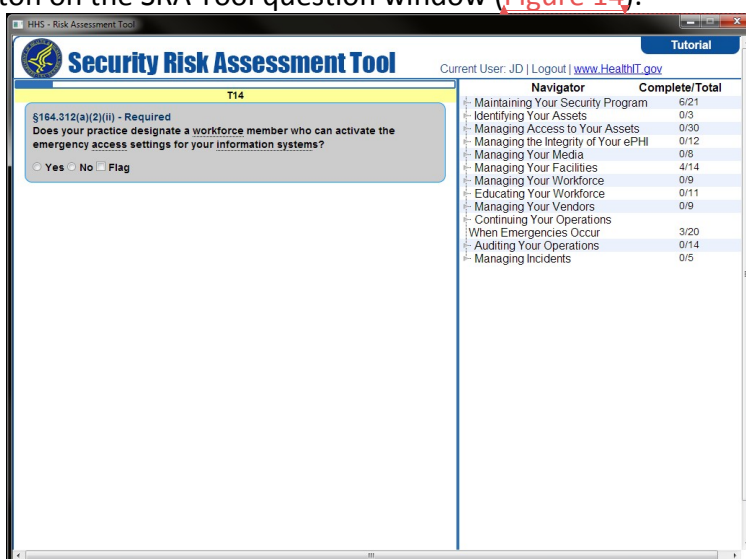 ton on the SRA Tool question window (Figure 14).
HHS - Risk Assessment Tool
Tutorial
Security Risk Assessment Tool
Current User: JD | Logout | www.HealthIT.gov
T14
§164.312(a)(2)(ii) - Required
Does your practice designate a workforce member who can activate the
emergency access settings for your information systems?
Yes No Flag
Navigator Complete/Total
Maintaining Your Security Program 6/21
Identifying Your Assets 0/3
Managing Access to Your Assets 0/30
Managing the Integrity of Your ePHI 0/12
Managing Your Media 0/8
Managing Your Facilities 4/14
Managing Your Workforce 0/9
Educating Your Workforce 0/11
Managing Your Vendors 0/9
Continuing Your Operations
When Emergencies Occur 3/20
Auditing Your Operations 0/14
Managing Incidents 0/5